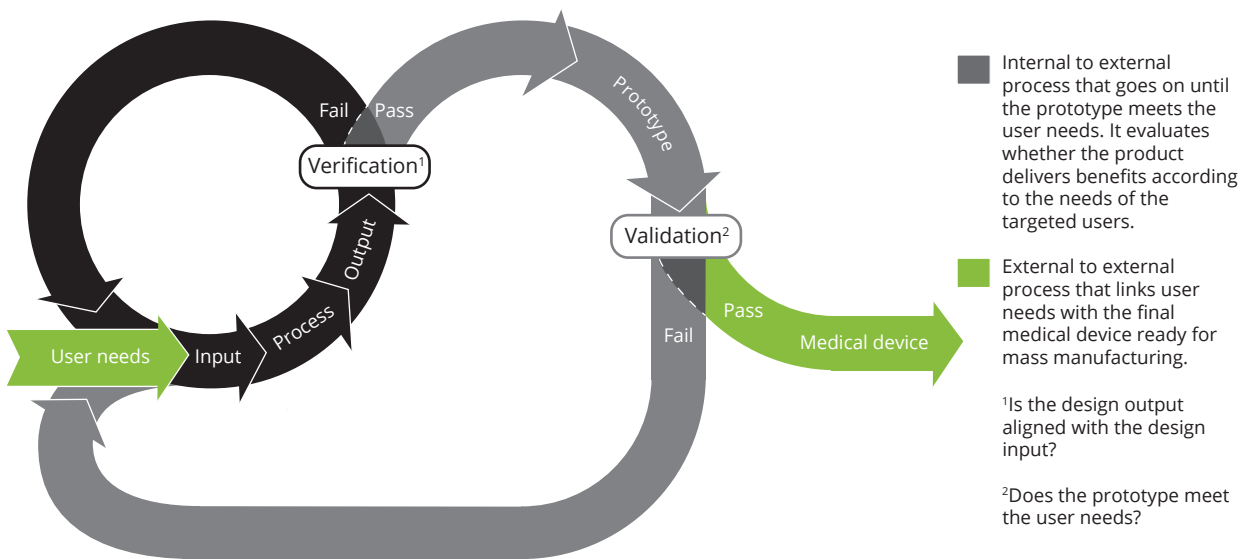 Fail
Pass
Verification¹
Prototype
Validation²
Output
Process
Input
User needs
Fail
Pass
Medical device
Internal to external
process that goes on until
the prototype meets the
user needs. It evaluates
whether the product
delivers benefits according
to the needs of the
targeted users.
External to external
process that links user
needs with the final
medical device ready for
mass manufacturing.
¹Is the design output
aligned with the design
input?
²Does the prototype meet
the user needs?